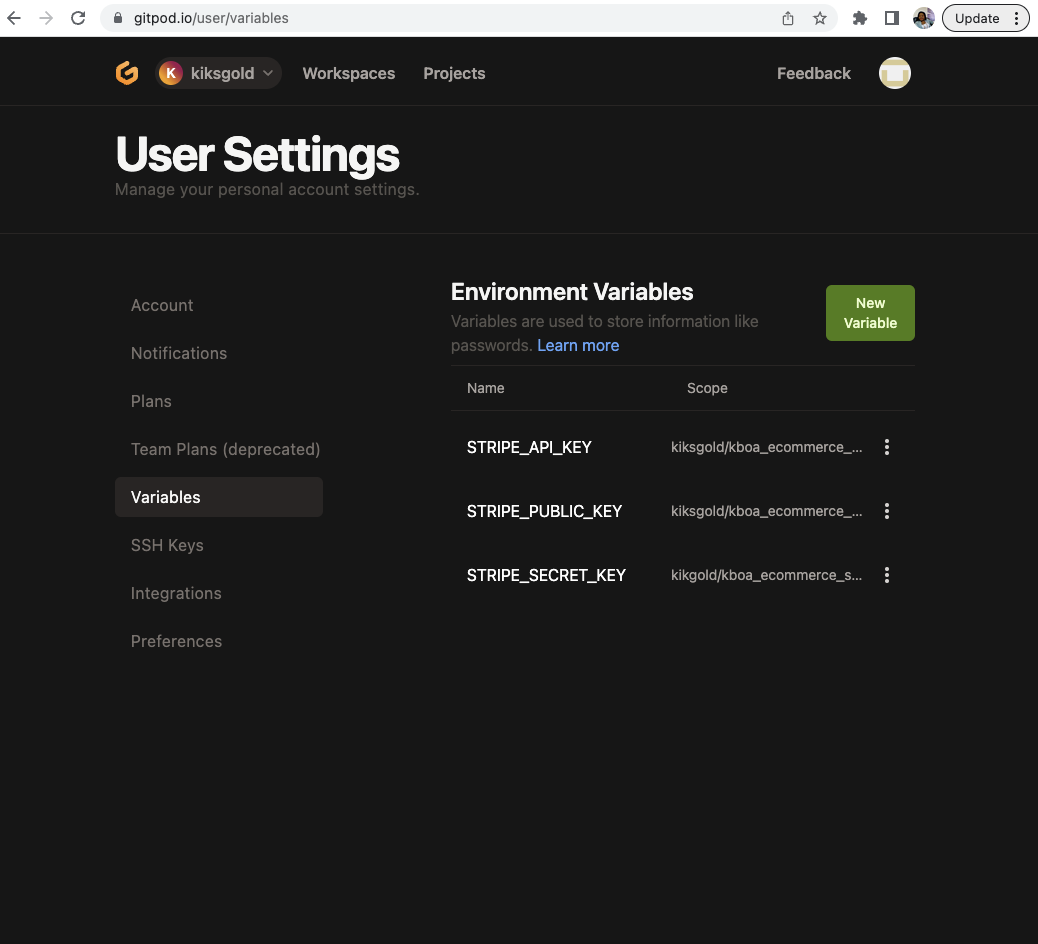 gitpod.io/user/variables
Update
K kiksgold
Workspaces
Projects
Feedback
User Settings
Manage your personal account settings.
Account
Notifications
Plans
Team Plans (deprecated)
Variables
SSH Keys
Integrations
Preferences
Environment Variables
Variables are used to store information like
passwords. Learn more
New
Variable
Name Scope
STRIPE_API_KEY kiksgold/kboa_ecommerce_...
STRIPE_PUBLIC_KEY kiksgold/kboa_ecommerce_...
STRIPE_SECRET_KEY kikgold/kboa_ecommerce_s...